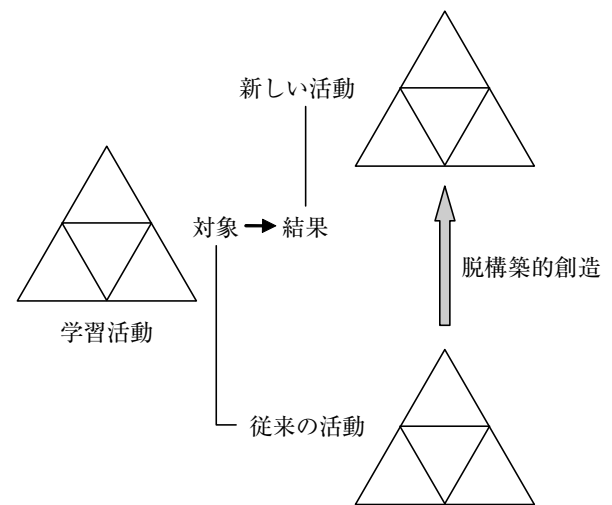 新しい活動
対象
結果
脱構築的創造
学習活動
従来の活動